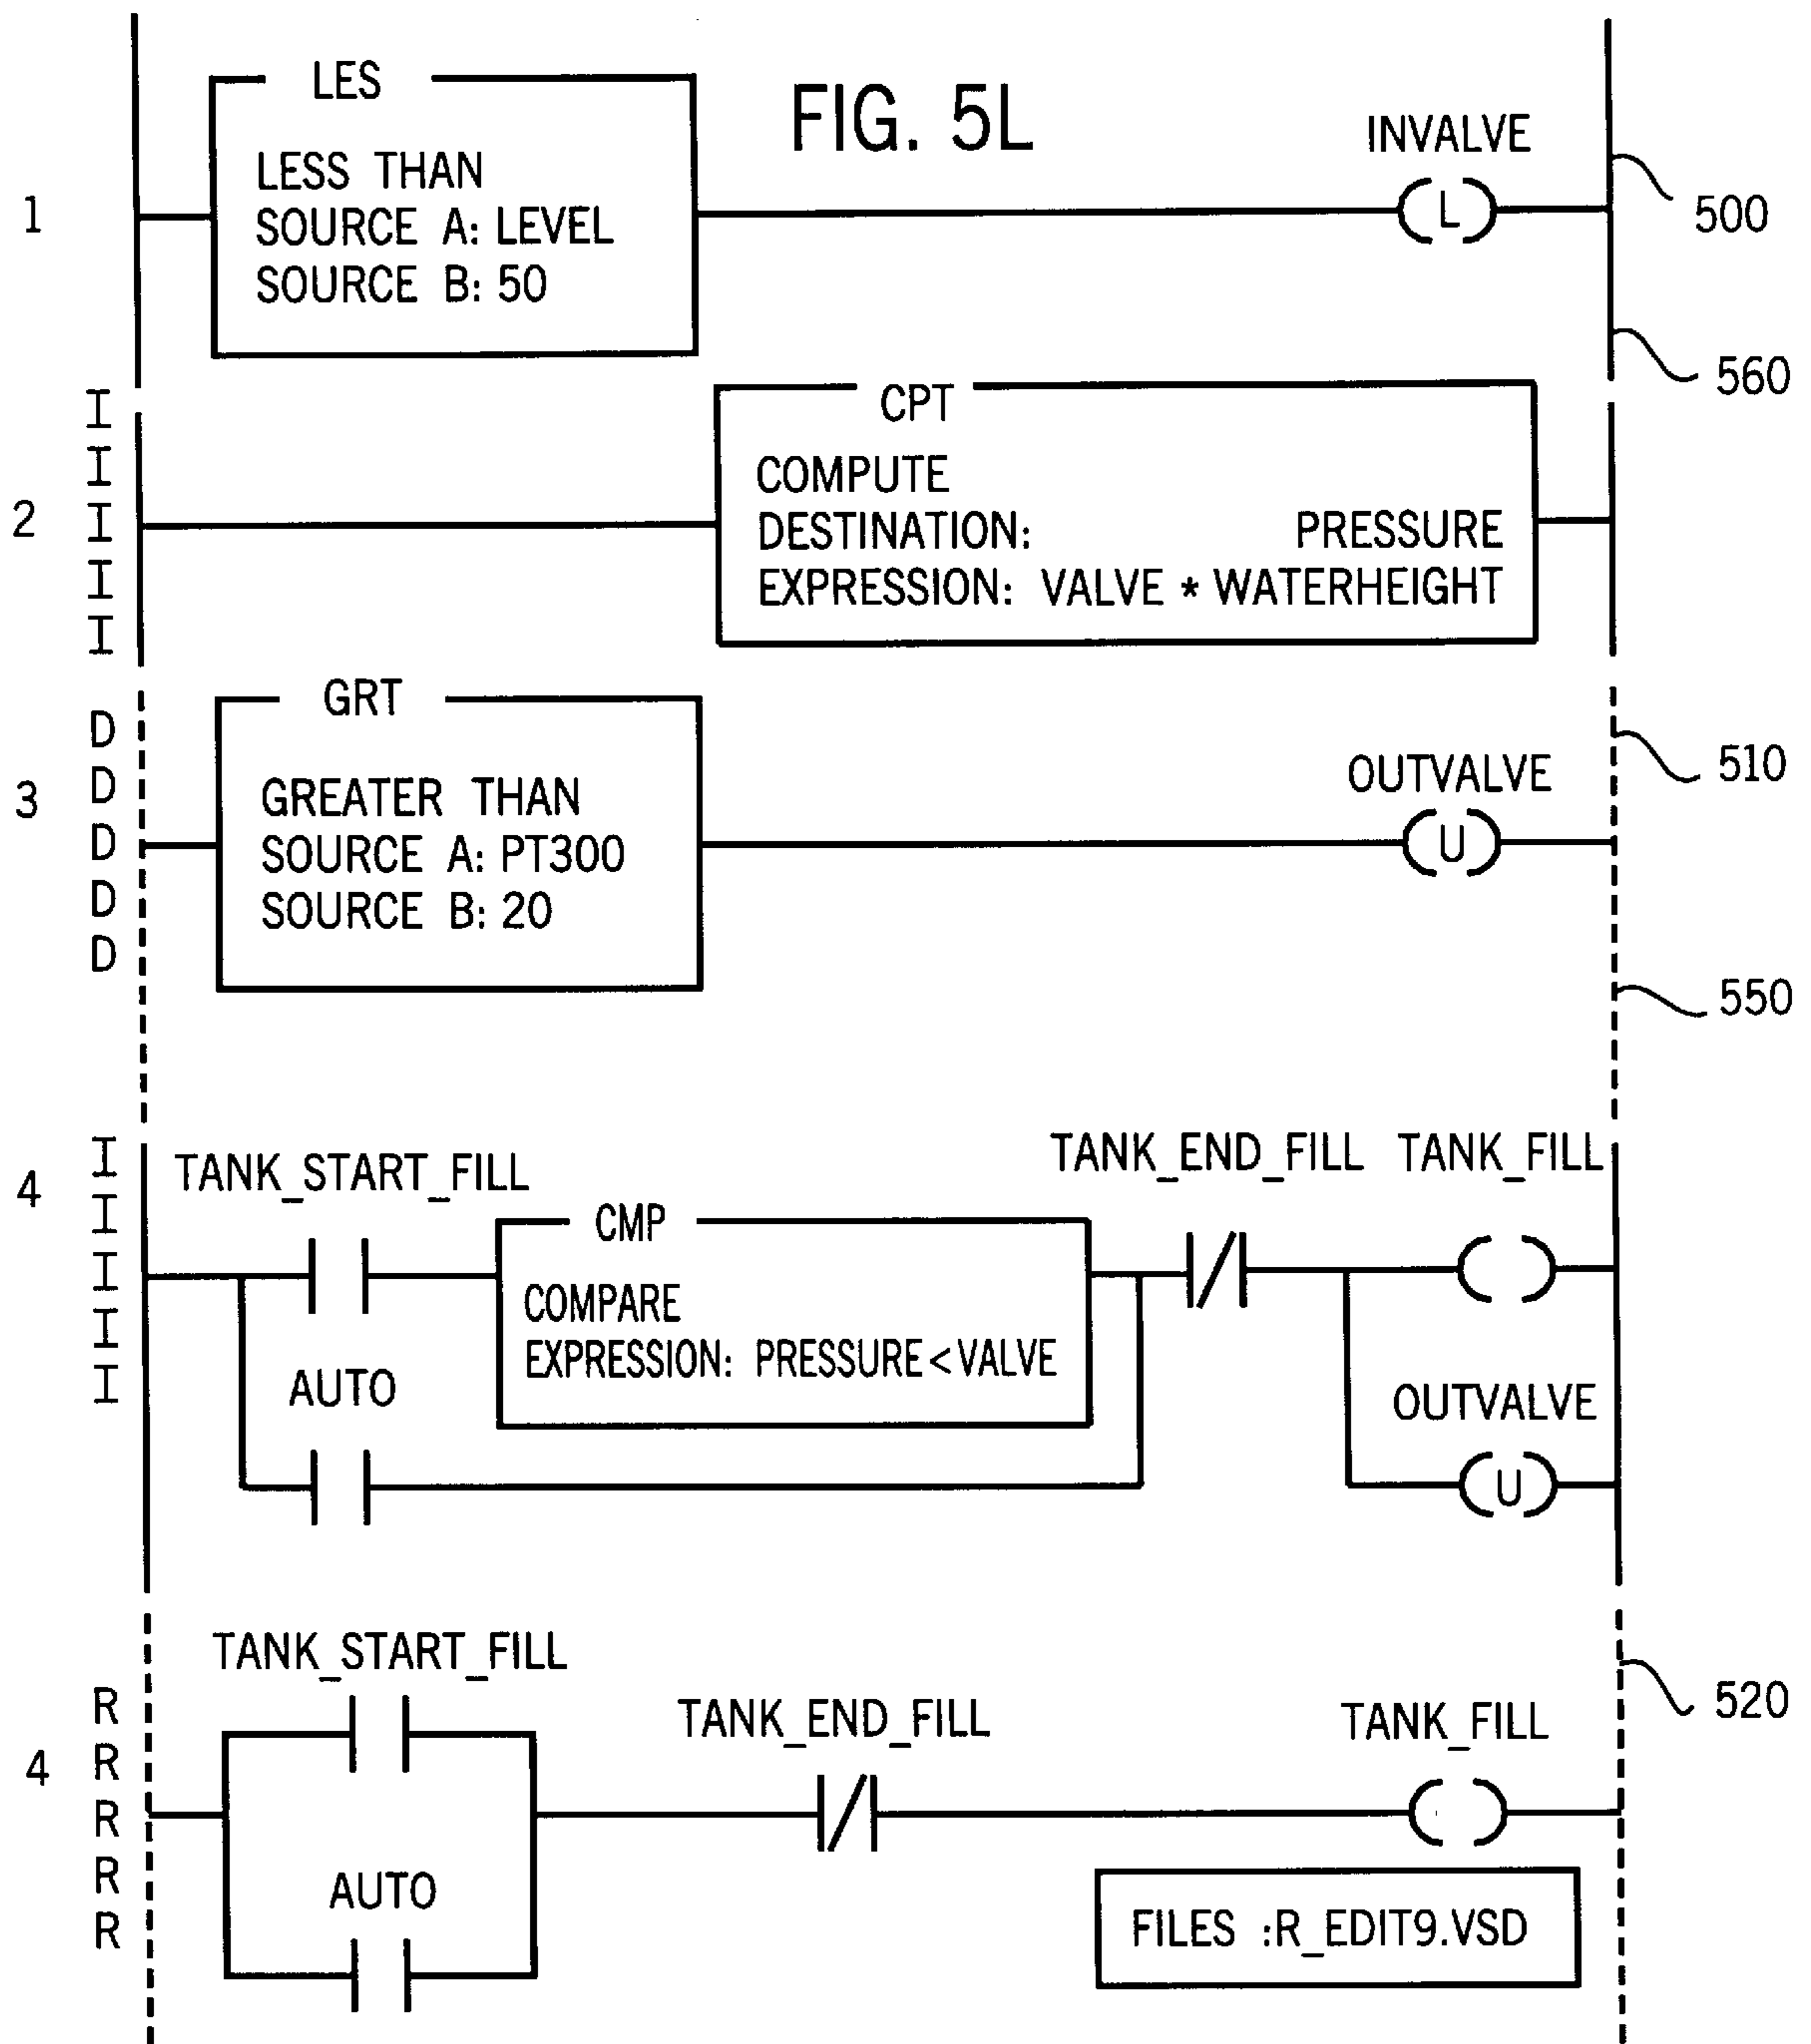 FIG. 5L
LES
LESS THAN
SOURCE A: LEVEL
SOURCE B: 50
INVALVE
L
1
500
560
I
I
I
I
I
2
CPT
COMPUTE
DESTINATION: PRESSURE
EXPRESSION: VALVE * WATERHEIGHT
D
D
D
D
D
3
GRT
GREATER THAN
SOURCE A: PT300
SOURCE B: 20
OUTVALVE
U
510
550
I
I
I
I
I
4
TANK_START_FILL
CMP
COMPARE
EXPRESSION: PRESSURE<VALVE
AUTO
TANK_END_FILL
TANK_FILL
OUTVALVE
U
520
R
R
R
R
R
4
TANK_START_FILL
AUTO
TANK_END_FILL
TANK_FILL
FILES :R_EDIT9.VSD